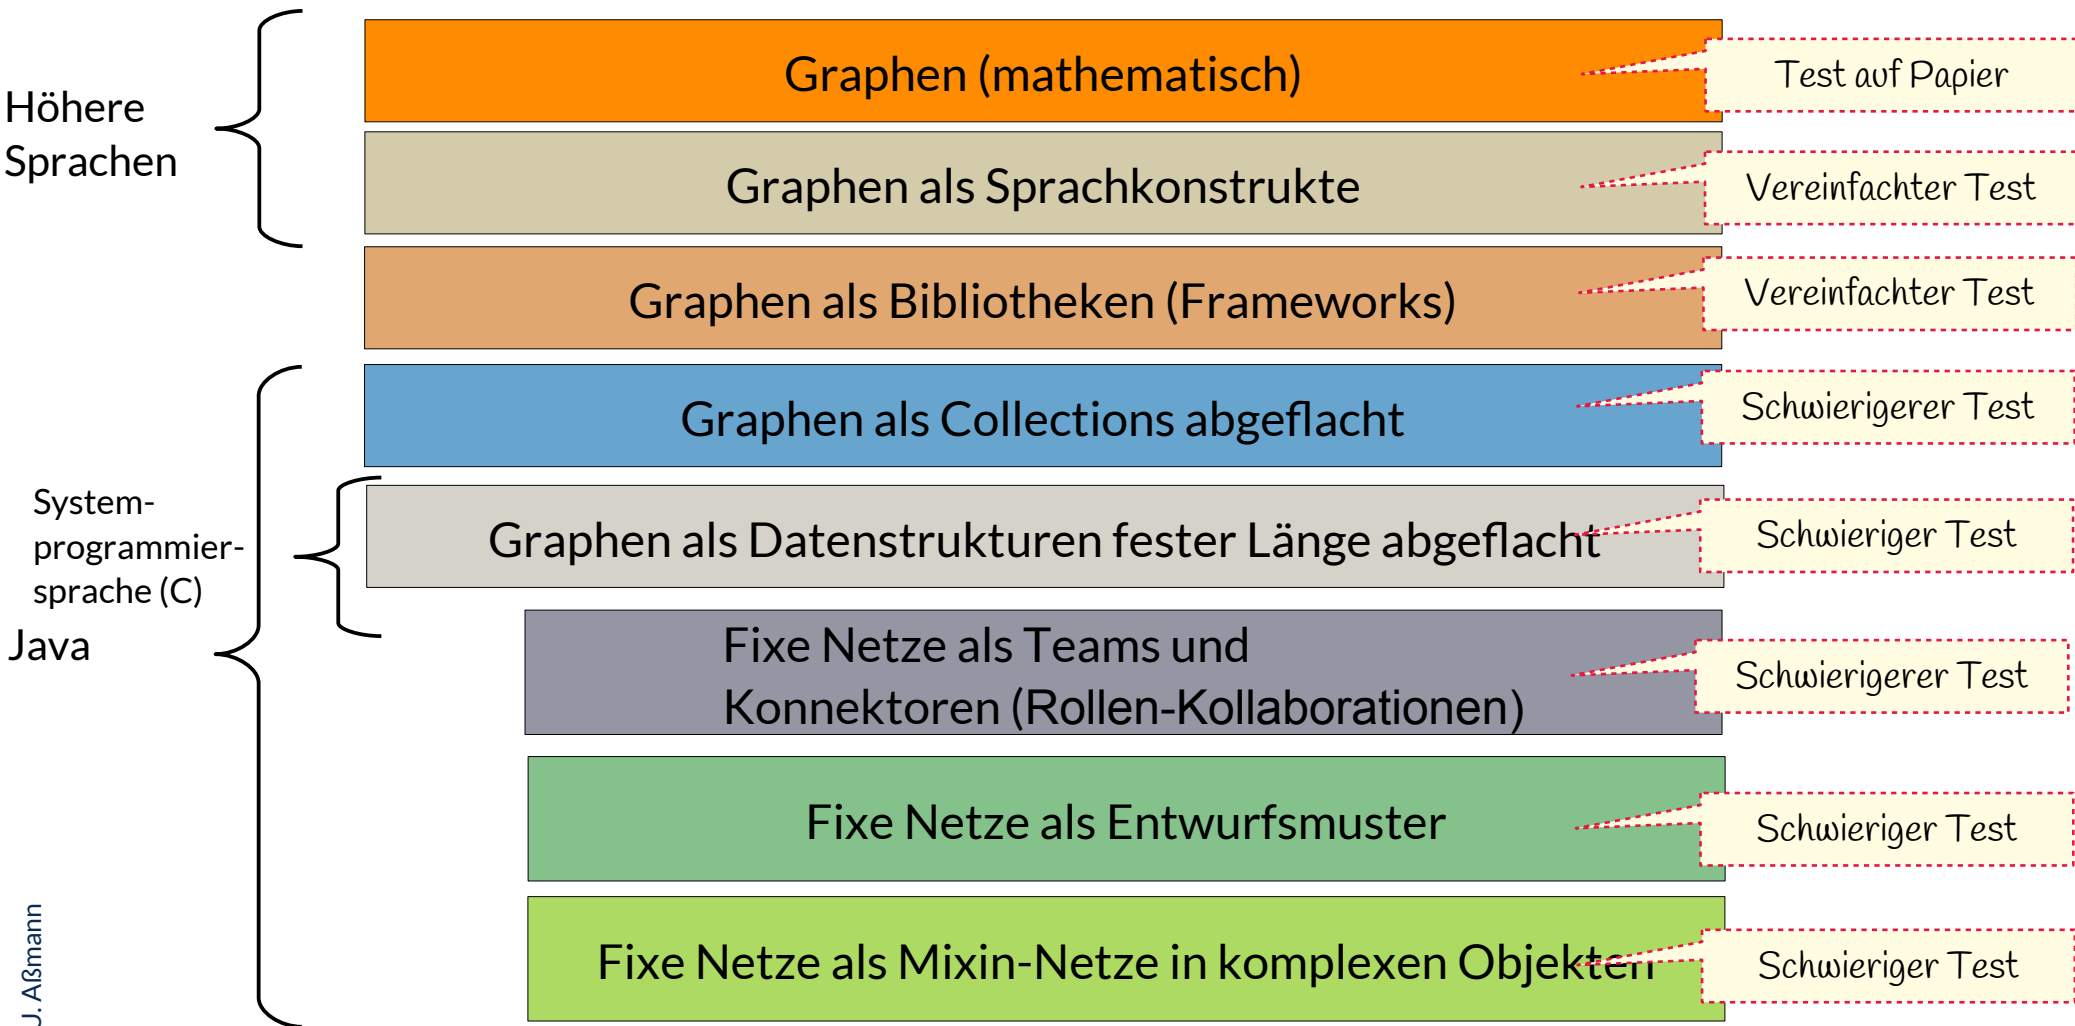 Höhere
Sprachen
Graphen (mathematisch)
Test auf Papier
Graphen als Sprachkonstrukte
Vereinfachter Test
Graphen als Bibliotheken (Frameworks)
Vereinfachter Test
Graphen als Collections abgeflacht
Schwierigerer Test
System-
programmier-
sprache (C)
Java
Graphen als Datenstrukturen fester Länge abgeflacht
Schwieriger Test
Fixe Netze als Teams und
Konnektoren (Rollen-Kollaborationen)
Schwierigerer Test
Fixe Netze als Entwurfsmuster
Schwieriger Test
Fixe Netze als Mixin-Netze in komplexen Objekten
Schwieriger Test
U. Aßmann